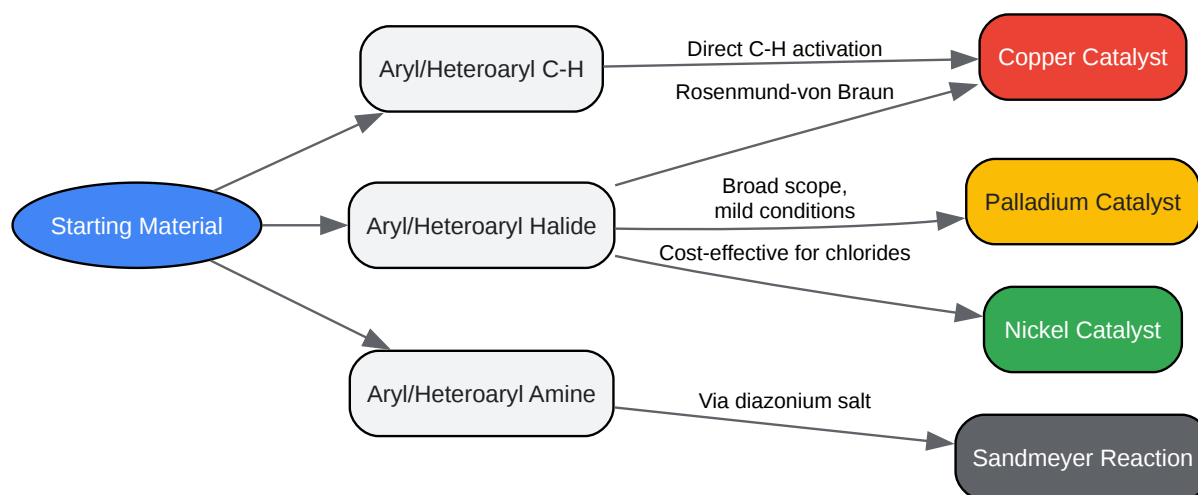 Starting Material
Aryl/Heteroaryl C-H
Aryl/Heteroaryl Halide
Aryl/Heteroaryl Amine
Direct C-H activation
Rosenmund-von Braun
Broad scope,
mild conditions
Cost-effective for chlorides
Via diazonium salt
Copper Catalyst
Palladium Catalyst
Nickel Catalyst
Sandmeyer Reaction